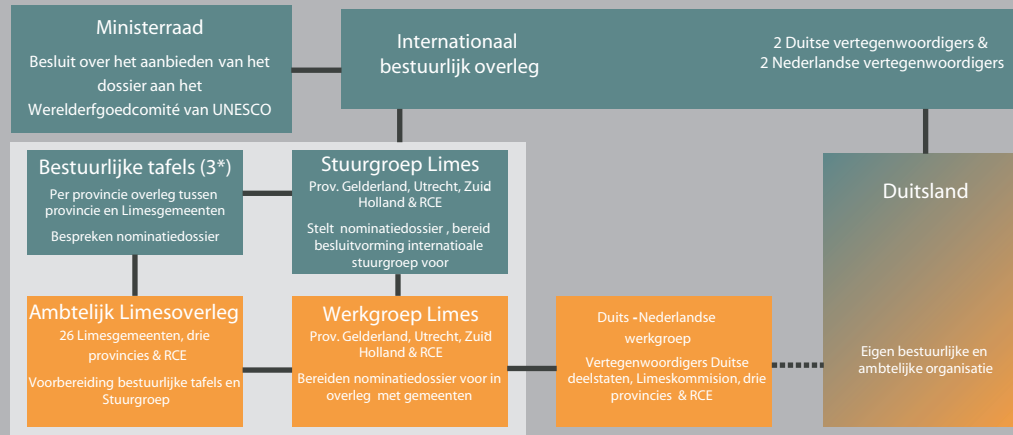 Ministerraad
Besluit over het aanbieden van het
dossier aan het
Werelderfgoedcomité van UNESCO
Internationaal
bestuurlijk overleg
2 Duitse vertegenwoordigers &
2 Nederlandse vertegenwoordigers
Bestuurlijke tafels (3*)
Per provincie overleg tussen
provincie en Limesgemeenten
Bespreken nominatiedossier
Stuurgroep Limes
Prov. Gelderland, Utrecht, Zuid-
Holland & RCE
Stelt nominatiedossier , bereid
besluitvorming internatioale
stuurgroep voor
Duitsland
Eigen bestuurlijke en
ambtelijke organisatie
Ambtelijk Limesoverleg
26 Limesgemeenten, drie
provincies & RCE
Voorbereiding bestuurlijke tafels en
Stuurgroep
Werkgroep Limes
Prov. Gelderland, Utrecht, Zuid-
Holland & RCE
Bereiden nominatiedossier voor in
overleg met gemeenten
Duits -Nederlandse
werkgroep
Vertegenwoordigers Duitse
deelstaten, Limeskommision, drie
provincies & RCE